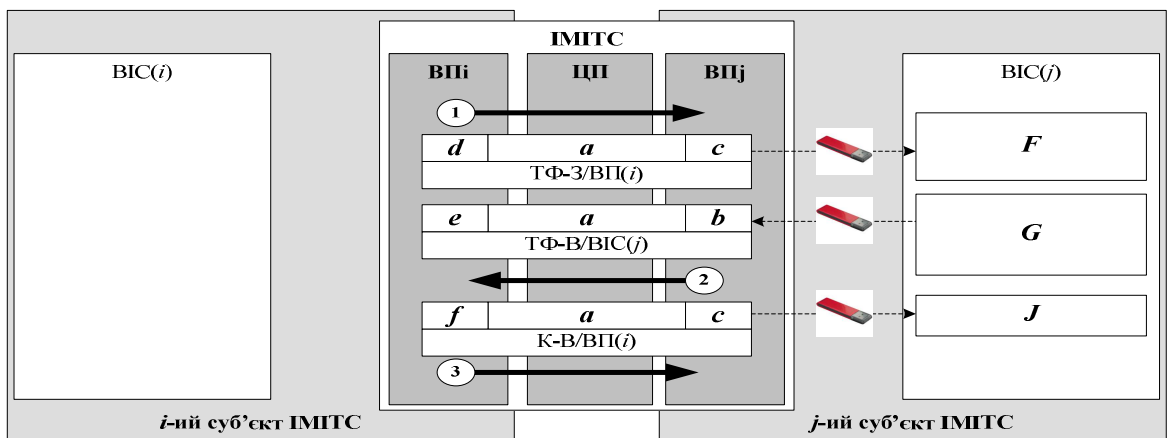 ІМІТС
ВІС(i)
ВПi ЦП ВПj
ВІС(j)
1
d a c
ТФ-З/ВП(i)
F
e a b
ТФ-В/ВІС(j)
G
2
f a c
К-В/ВП(i)
J
3
i-ий суб’єкт ІМІТС
j-ий суб’єкт ІМІТС